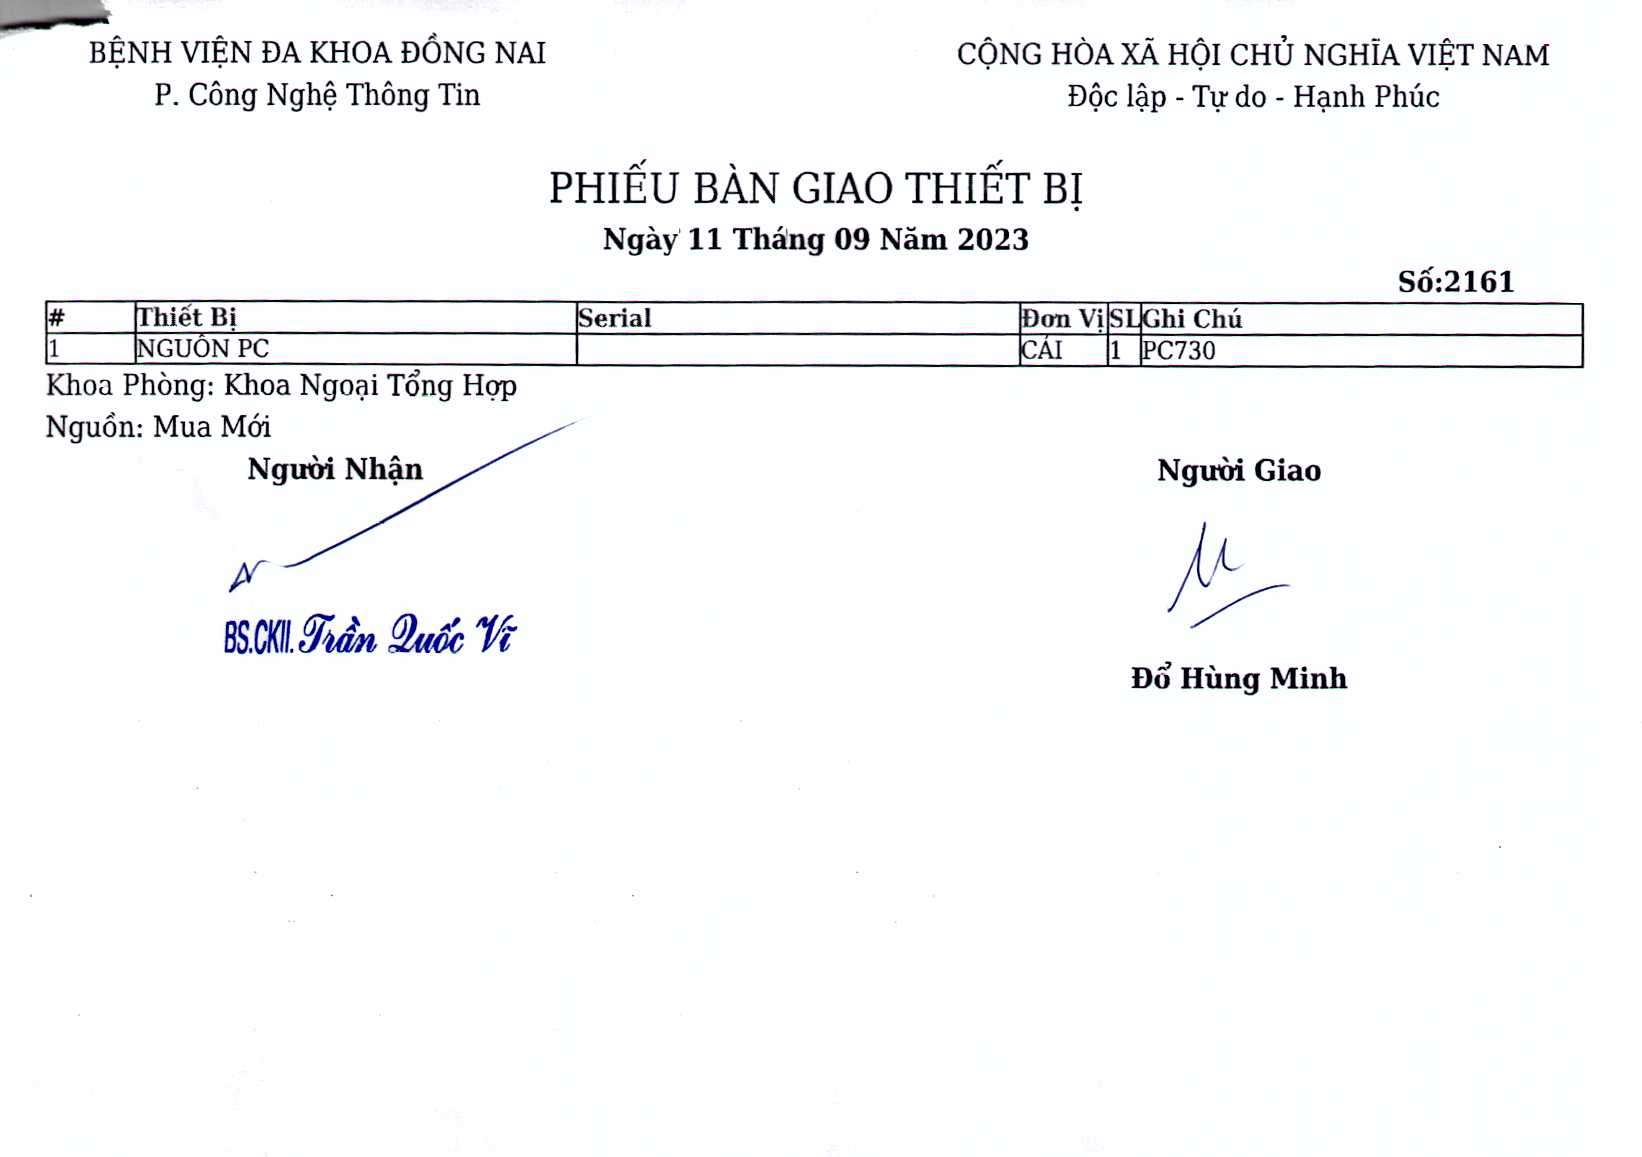 BỆNH VIỆN ĐA KHOA ĐỒNG NAI
P. Công Nghệ Thông Tin
CỘNG HÒA XÃ HỘI CHỦ NGHĨA VIỆT NAM
Độc lập - Tự do - Hạnh Phúc
PHIẾU BÀN GIAO THIẾT BỊ
Ngày 11 Tháng 09 Năm 2023
Số:2161
# Thiết Bị Serial Đơn Vị SL Ghi Chú
1 NGUỒN PC CÁI 1 PC730
Khoa Phòng: Khoa Ngoại Tổng Hợp
Nguồn: Mua Mới
Người Nhận
Người Giao
BS.CKII. Trần Quốc Vĩ
Đổ Hùng Minh